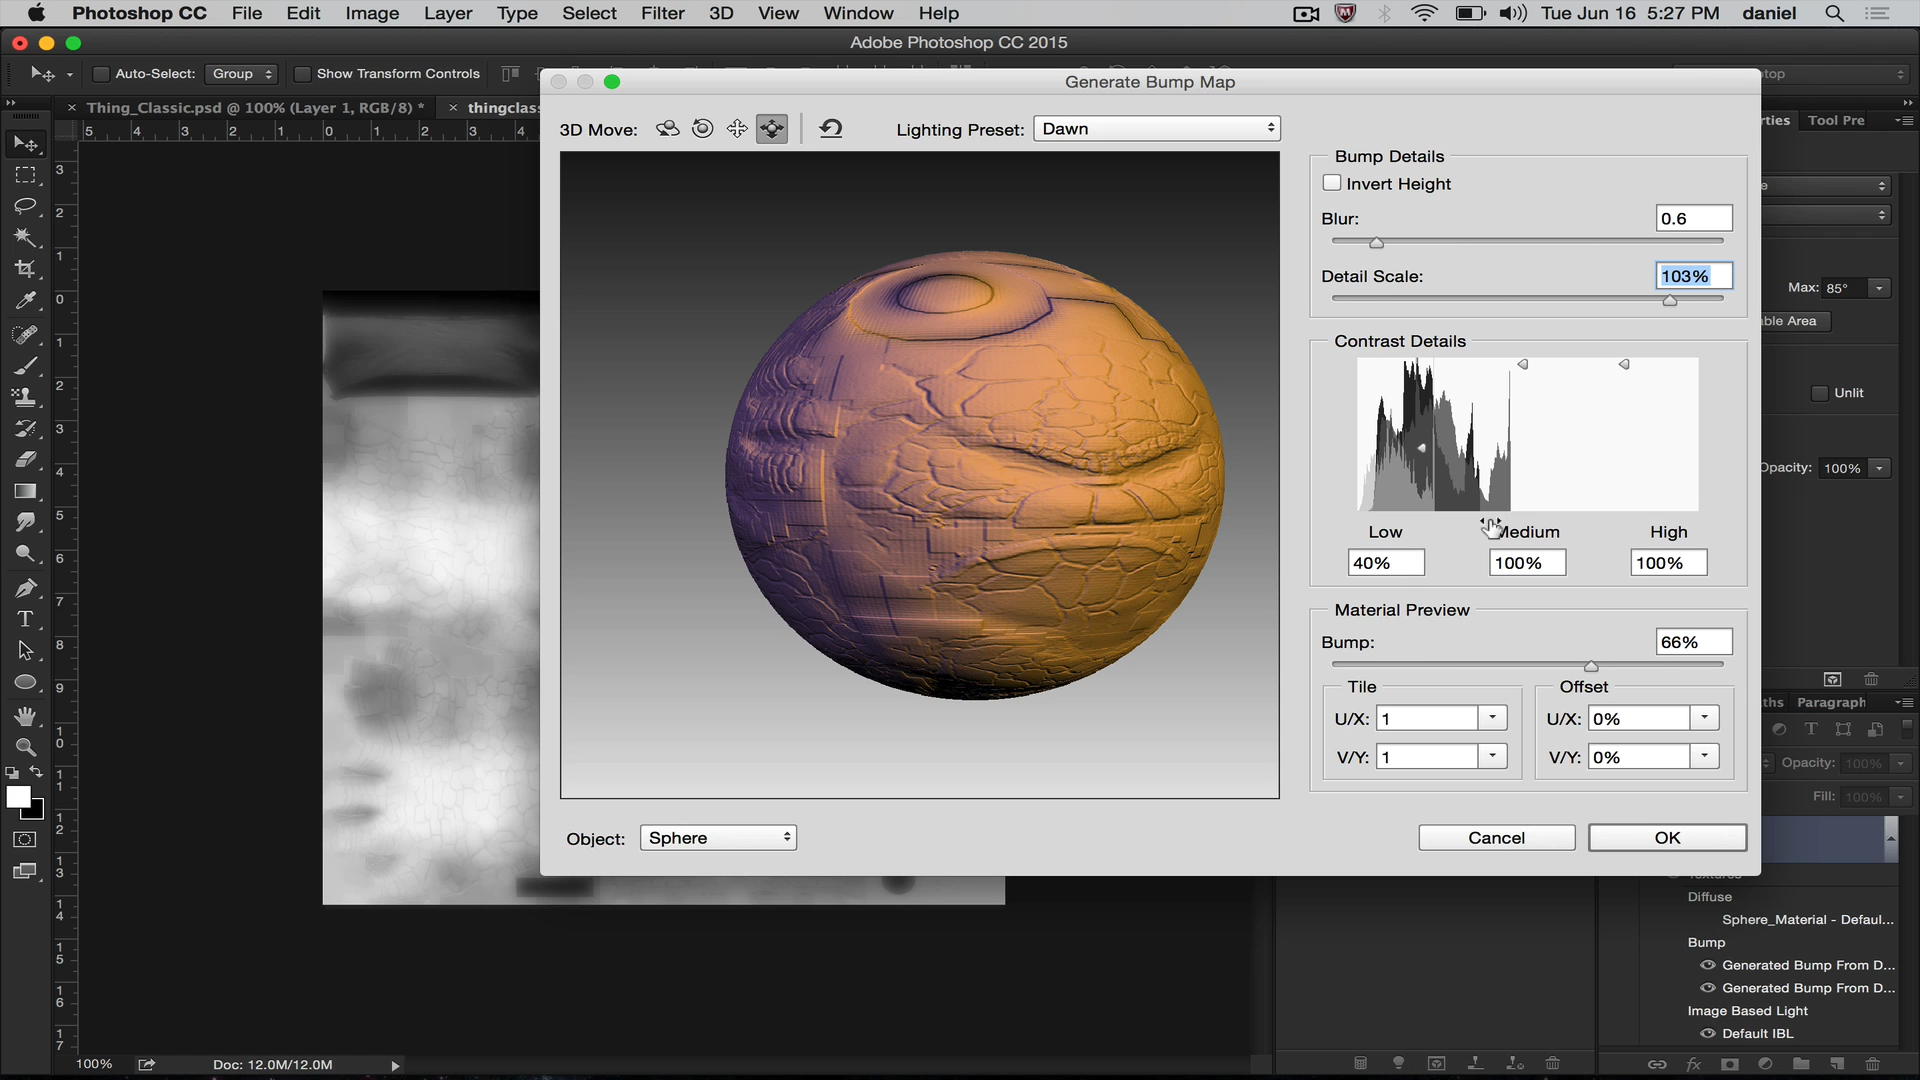 Photoshop CC File Edit Image Layer Type Select Filter 3D View Window Help Tue Jun 16 5:27 PM daniel
Adobe Photoshop CC 2015
Auto-Select: Group Show Transform Controls
Generate Bump Map
Thing_Classic.psd @ 100% (Layer 1, RGB/8) * thingclass
3D Move: Lighting Preset: Dawn
Tool Pre
Bump Details
Invert Height
Blur: 0.6
Detail Scale: 103%
Max: 85°
Contrast Details
Unlit
Opacity: 100%
Low Medium High
40% 100% 100%
Material Preview
Bump: 66%
Tile Offset
U/X: 1 U/X: 0%
V/Y: 1 V/Y: 0%
Paragraph
Opacity: 100%
Fill: 100%
Object: Sphere Cancel OK
Textures
Diffuse
Sphere_Material - Defaul...
Bump
Generated Bump From D...
Generated Bump From D...
Image Based Light
Default IBL
100% Doc: 12.0M/12.0M